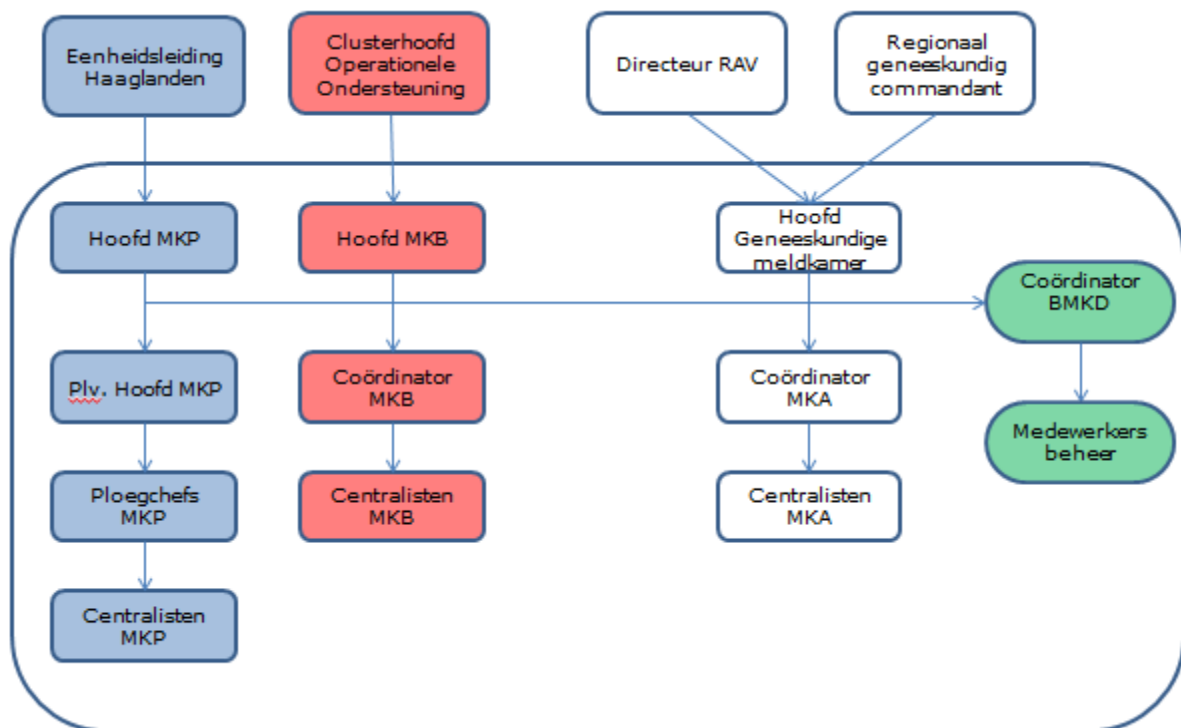 Eenheidsleiding
Haaglanden
Clusterhoofd
Operationele
Ondersteuning
Directeur RAV
Regionaal
geneeskundig
commandant
Hoofd MKP
Hoofd MKB
Hoofd
Geneeskundige
meldkamer
Coördinator
BMKD
Plv. Hoofd MKP
Coördinator
MKB
Coördinator
MKA
Medewerkers
beheer
Ploegchefs
MKP
Centralisten
MKB
Centralisten
MKA
Centralisten
MKP